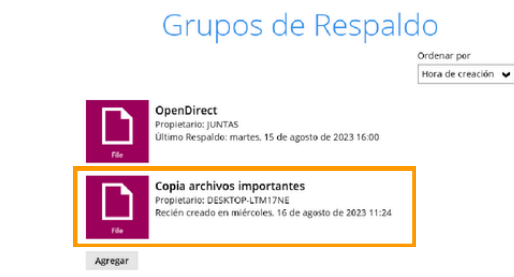 Grupos de Respaldo
Ordenar por
Hora de creación
OpenDirect
Propietario: JUNTAS
Último Respaldo: martes, 15 de agosto de 2023 16:00
File
Copia archivos importantes
Propietario: DESKTOP-LTM17NE
Recién creado en miércoles, 16 de agosto de 2023 11:24
File
Agregar